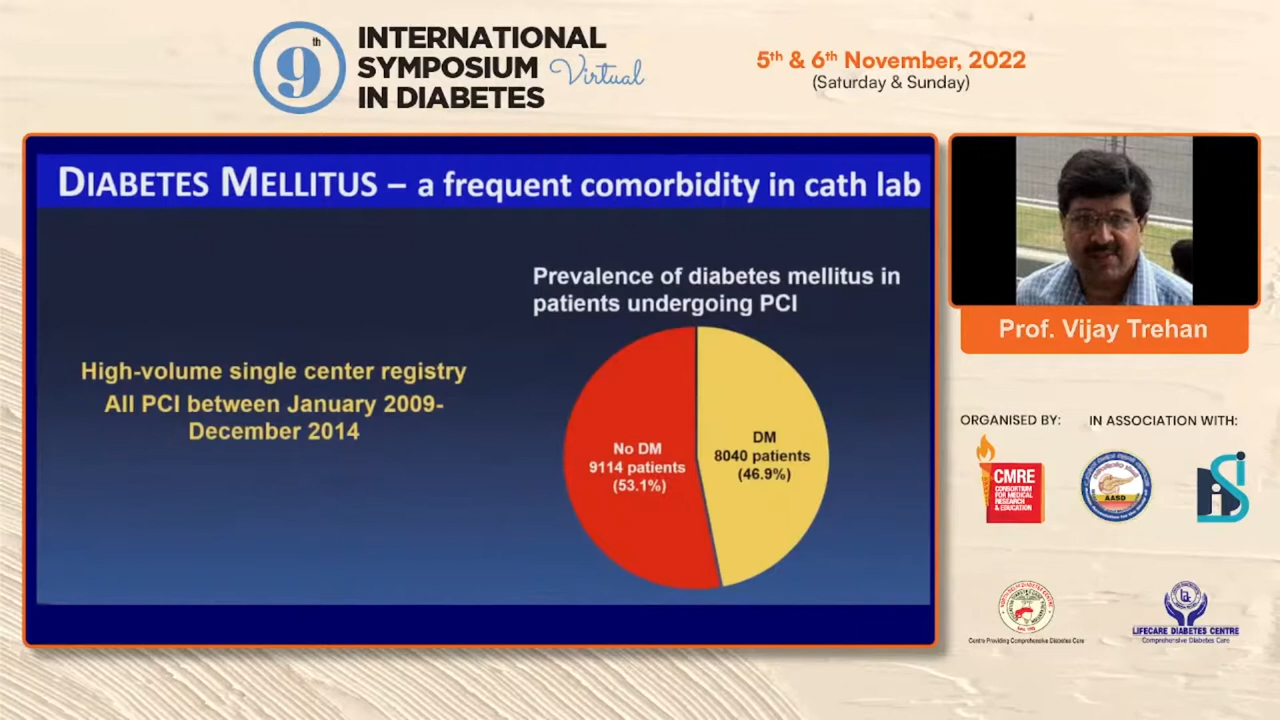 9th
INTERNATIONAL
SYMPOSIUM Virtual
IN DIABETES
5th & 6th November, 2022
(Saturday & Sunday)
DIABETES MELLITUS – a frequent comorbidity in cath lab
Prevalence of diabetes mellitus in
patients undergoing PCI
High-volume single center registry
All PCI between January 2009-
December 2014
No DM
9114 patients
(53.1%)
DM
8040 patients
(46.9%)
Prof. Vijay Trehan
ORGANISED BY:
IN ASSOCIATION WITH:
CMRE
CONSORTIUM
FOR MEDICAL
RESEARCH
& EDUCATION
AASD
Centre Providing Comprehensive Diabetes Care
LIFECARE DIABETES CENTRE
Comprehensive Diabetes Care